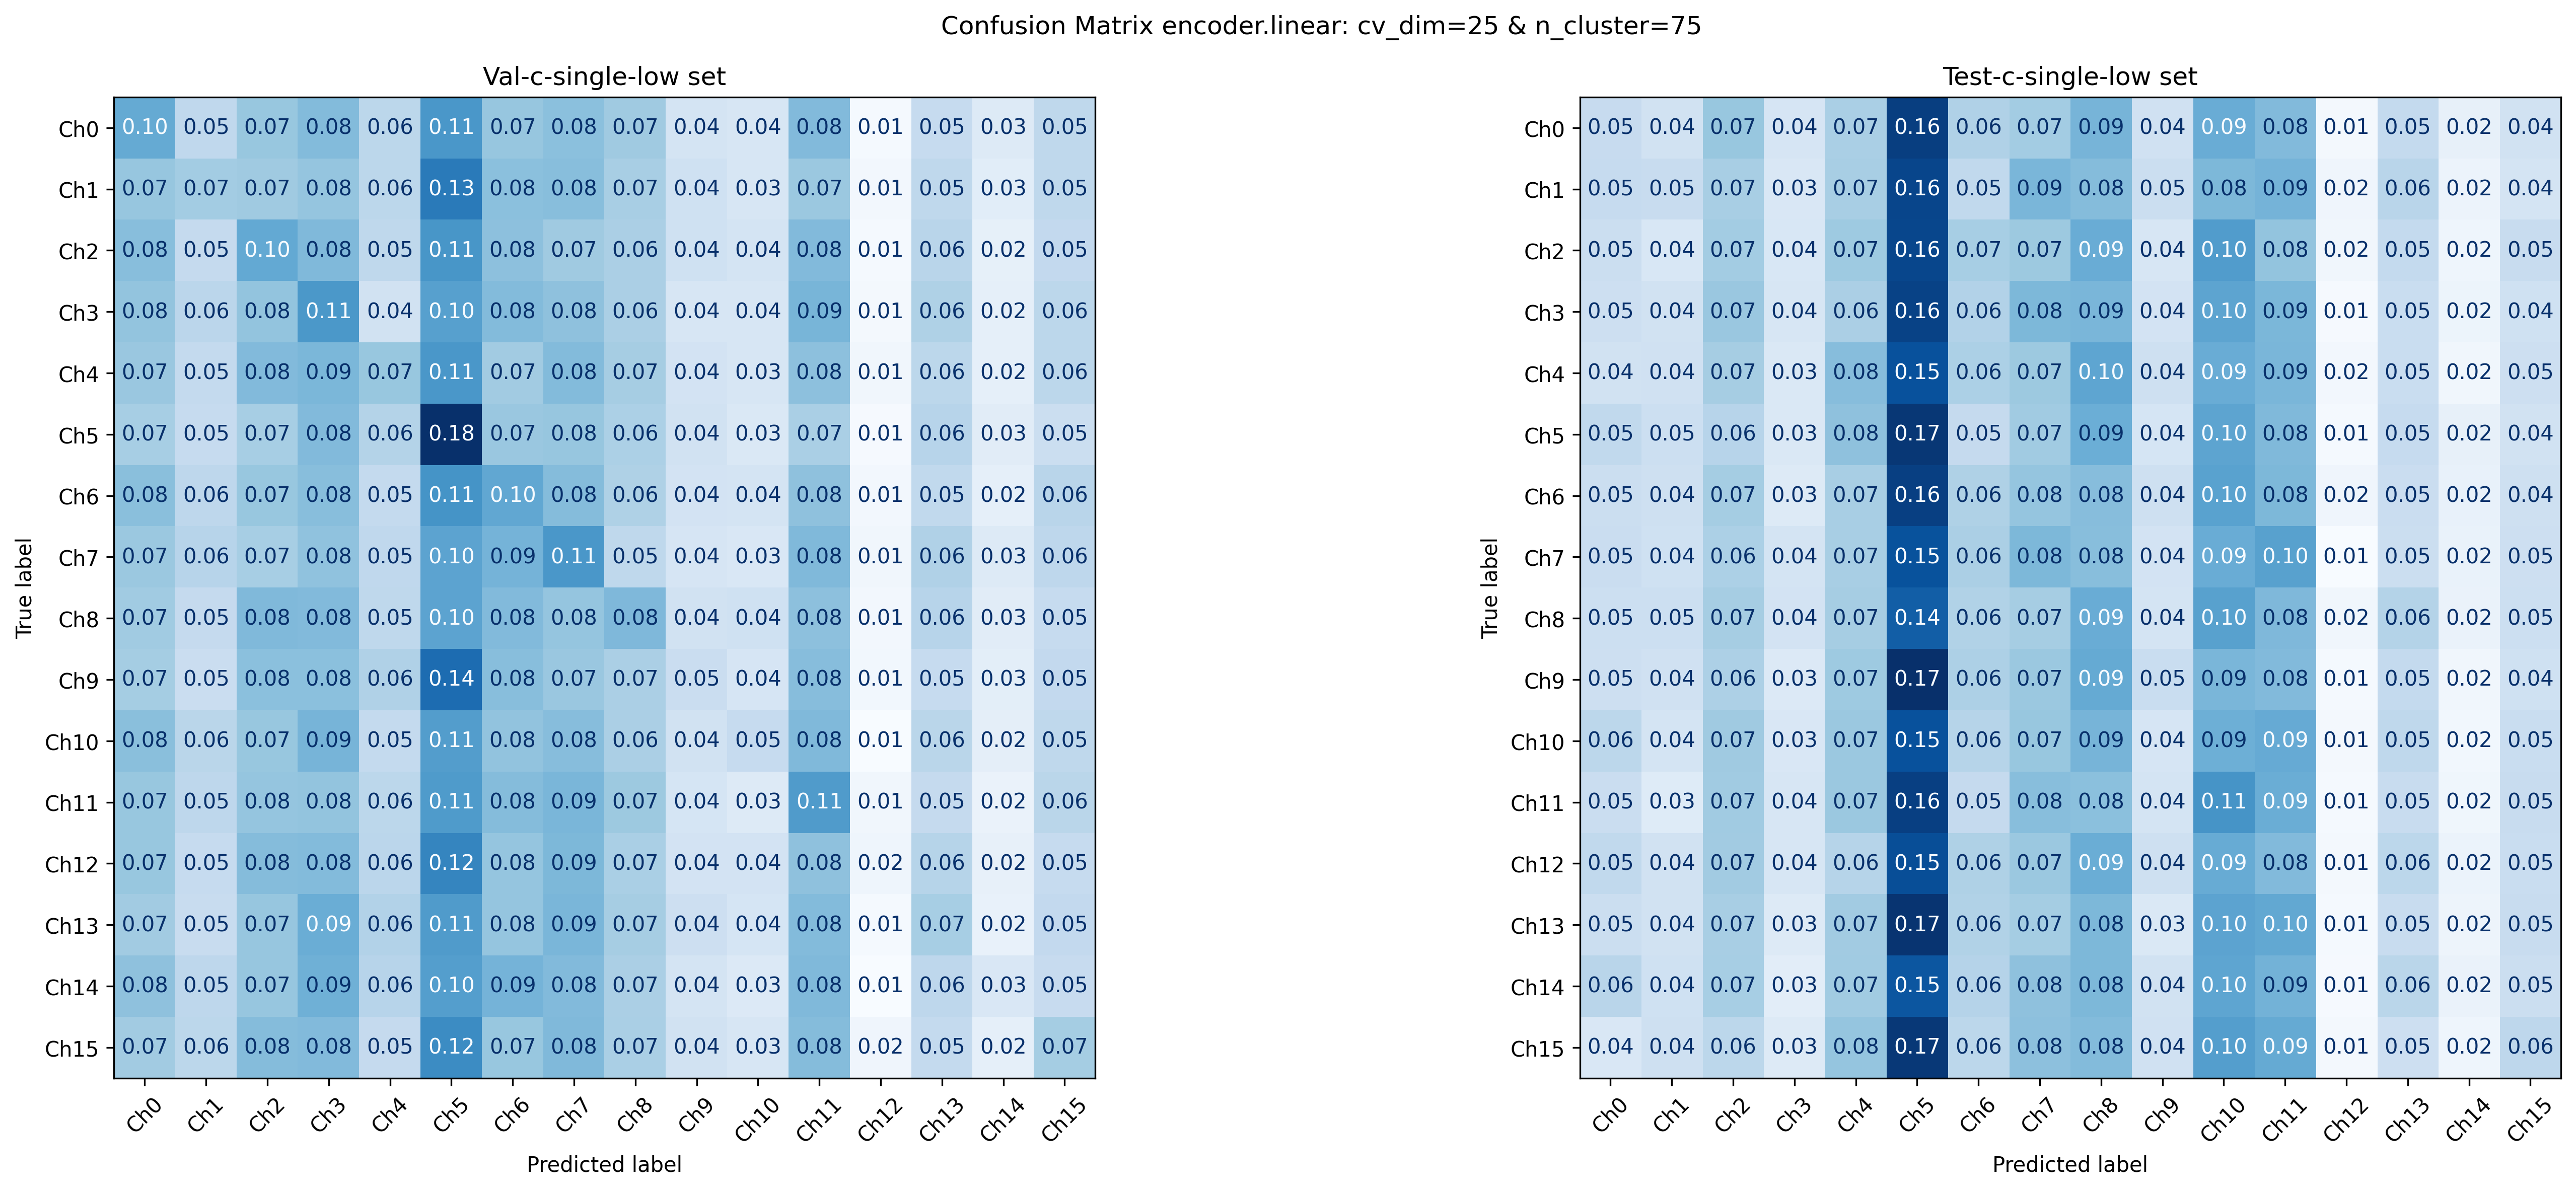 Confusion Matrix encoder.linear: cv_dim=25 & n_cluster=75
Val-c-single-low set
True label
Ch0 0.10 0.05 0.07 0.08 0.06 0.11 0.07 0.08 0.07 0.04 0.04 0.08 0.01 0.05 0.03 0.05
Ch1 0.07 0.07 0.07 0.08 0.06 0.13 0.08 0.08 0.07 0.04 0.03 0.07 0.01 0.05 0.03 0.05
Ch2 0.08 0.05 0.10 0.08 0.05 0.11 0.08 0.07 0.06 0.04 0.04 0.08 0.01 0.06 0.02 0.05
Ch3 0.08 0.06 0.08 0.11 0.04 0.10 0.08 0.08 0.06 0.04 0.04 0.09 0.01 0.06 0.02 0.06
Ch4 0.07 0.05 0.08 0.09 0.07 0.11 0.07 0.08 0.07 0.04 0.03 0.08 0.01 0.06 0.02 0.06
Ch5 0.07 0.05 0.07 0.08 0.06 0.18 0.07 0.08 0.06 0.04 0.03 0.07 0.01 0.06 0.03 0.05
Ch6 0.08 0.06 0.07 0.08 0.05 0.11 0.10 0.08 0.06 0.04 0.04 0.08 0.01 0.05 0.02 0.06
Ch7 0.07 0.06 0.07 0.08 0.05 0.10 0.09 0.11 0.05 0.04 0.03 0.08 0.01 0.06 0.03 0.06
Ch8 0.07 0.05 0.08 0.08 0.05 0.10 0.08 0.08 0.08 0.04 0.04 0.08 0.01 0.06 0.03 0.05
Ch9 0.07 0.05 0.08 0.08 0.06 0.14 0.08 0.07 0.07 0.05 0.04 0.08 0.01 0.05 0.03 0.05
Ch10 0.08 0.06 0.07 0.09 0.05 0.11 0.08 0.08 0.06 0.04 0.05 0.08 0.01 0.06 0.02 0.05
Ch11 0.07 0.05 0.08 0.08 0.06 0.11 0.08 0.09 0.07 0.04 0.03 0.11 0.01 0.05 0.02 0.06
Ch12 0.07 0.05 0.08 0.08 0.06 0.12 0.08 0.09 0.07 0.04 0.04 0.08 0.02 0.06 0.02 0.05
Ch13 0.07 0.05 0.07 0.09 0.06 0.11 0.08 0.09 0.07 0.04 0.04 0.08 0.01 0.07 0.02 0.05
Ch14 0.08 0.05 0.07 0.09 0.06 0.10 0.09 0.08 0.07 0.04 0.03 0.08 0.01 0.06 0.03 0.05
Ch15 0.07 0.06 0.08 0.08 0.05 0.12 0.07 0.08 0.07 0.04 0.03 0.08 0.02 0.05 0.02 0.07
Ch0 Ch1 Ch2 Ch3 Ch4 Ch5 Ch6 Ch7 Ch8 Ch9 Ch10 Ch11 Ch12 Ch13 Ch14 Ch15
Predicted label
Test-c-single-low set
True label
Ch0 0.05 0.04 0.07 0.04 0.07 0.16 0.06 0.07 0.09 0.04 0.09 0.08 0.01 0.05 0.02 0.04
Ch1 0.05 0.05 0.07 0.03 0.07 0.16 0.05 0.09 0.08 0.05 0.08 0.09 0.02 0.06 0.02 0.04
Ch2 0.05 0.04 0.07 0.04 0.07 0.16 0.07 0.07 0.09 0.04 0.10 0.08 0.02 0.05 0.02 0.05
Ch3 0.05 0.04 0.07 0.04 0.06 0.16 0.06 0.08 0.09 0.04 0.10 0.09 0.01 0.05 0.02 0.04
Ch4 0.04 0.04 0.07 0.03 0.08 0.15 0.06 0.07 0.10 0.04 0.09 0.09 0.02 0.05 0.02 0.05
Ch5 0.05 0.05 0.06 0.03 0.08 0.17 0.05 0.07 0.09 0.04 0.10 0.08 0.01 0.05 0.02 0.04
Ch6 0.05 0.04 0.07 0.03 0.07 0.16 0.06 0.08 0.08 0.04 0.10 0.08 0.02 0.05 0.02 0.04
Ch7 0.05 0.04 0.06 0.04 0.07 0.15 0.06 0.08 0.08 0.04 0.09 0.10 0.01 0.05 0.02 0.05
Ch8 0.05 0.05 0.07 0.04 0.07 0.14 0.06 0.07 0.09 0.04 0.10 0.08 0.02 0.06 0.02 0.05
Ch9 0.05 0.04 0.06 0.03 0.07 0.17 0.06 0.07 0.09 0.05 0.09 0.08 0.01 0.05 0.02 0.04
Ch10 0.06 0.04 0.07 0.03 0.07 0.15 0.06 0.07 0.09 0.04 0.09 0.09 0.01 0.05 0.02 0.05
Ch11 0.05 0.03 0.07 0.04 0.07 0.16 0.05 0.08 0.08 0.04 0.11 0.09 0.01 0.05 0.02 0.05
Ch12 0.05 0.04 0.07 0.04 0.06 0.15 0.06 0.07 0.09 0.04 0.09 0.08 0.01 0.06 0.02 0.05
Ch13 0.05 0.04 0.07 0.03 0.07 0.17 0.06 0.07 0.08 0.03 0.10 0.10 0.01 0.05 0.02 0.05
Ch14 0.06 0.04 0.07 0.03 0.07 0.15 0.06 0.08 0.08 0.04 0.10 0.09 0.01 0.06 0.02 0.05
Ch15 0.04 0.04 0.06 0.03 0.08 0.17 0.06 0.08 0.08 0.04 0.10 0.09 0.01 0.05 0.02 0.06
Ch0 Ch1 Ch2 Ch3 Ch4 Ch5 Ch6 Ch7 Ch8 Ch9 Ch10 Ch11 Ch12 Ch13 Ch14 Ch15
Predicted label